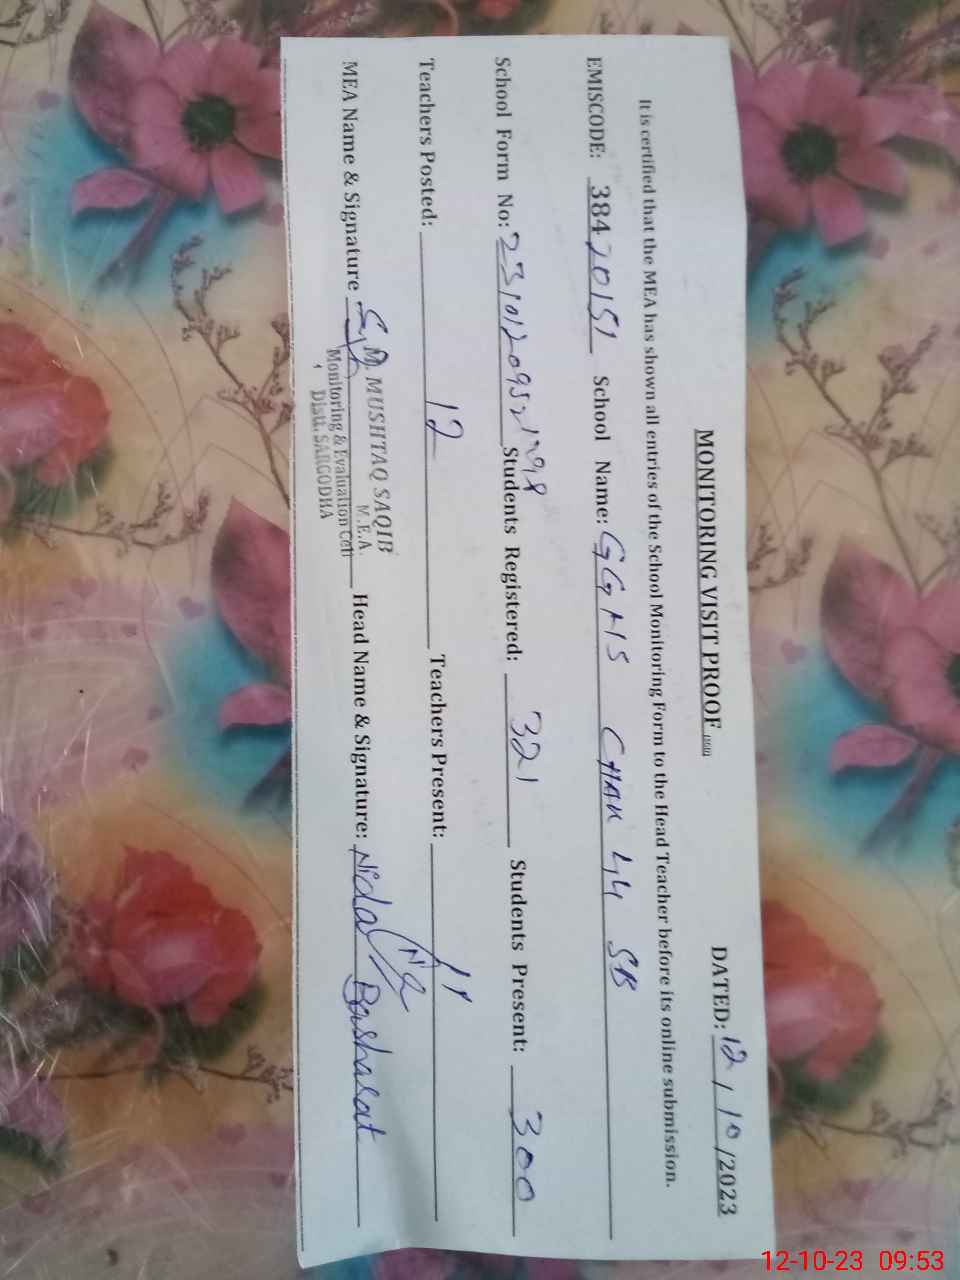 MONITORING VISIT PROOF
DATED: 12/10/2023
It is certified that the MEA has shown all entries of the School Monitoring Form to the Head Teacher before its online submission.
EMISCODE: 38420151 School Name: GGHS CHAK 44 SB
School Form No: Students Registered: 321 Students Present: 300
Teachers Posted: 12 Teachers Present: 11
MEA Name & Signature Head Name & Signature: Nida Bashasat
M. MUSHTAQ SAQIB
M.E.A.
Monitoring & Evaluation Cell
Distt. SARGODHA
12-10-23 09:53